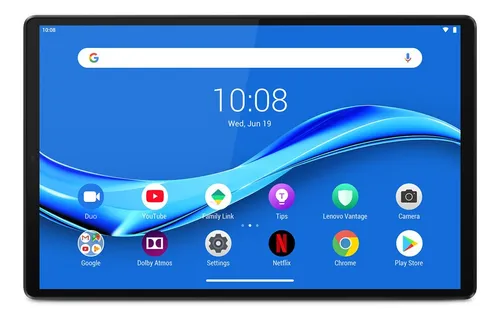 10:08
10:08
Wed, Jun 19
Duo
YouTube
Family Link
Tips
Lenovo Vantage
Camera
Google
Dolby Atmos
Settings
Netflix
Chrome
Play Store